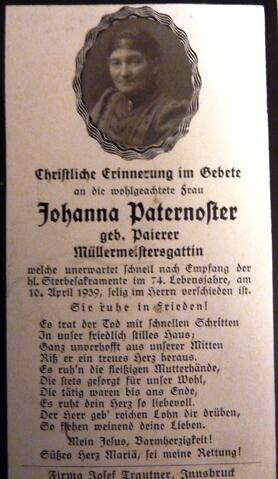 Christliche Erinnerung im Gebete
an die wohlgeachtete Frau
Johanna Paternoster
geb. Paierer
Müllermeistersgattin
welche unerwartet schnell nach Empfang der
hl. Sterbesakramente im 74. Lebensjahre, am
10. April 1939, selig im Herrn verschieden ist.
Sie ruhe in Frieden!
Es trat der Tod mit schnellen Schritten
In unser friedlich stilles Haus;
Ganz unverhofft aus unserer Mitten
Riß er ein treues Herz heraus.
Es ruh'n die fleißigen Mutterhände,
Die stets gesorgt für unser Wohl,
Die tätig waren bis ans Ende,
Es ruht dein Herz so liebevoll.
Der Herr geb' reichen Lohn dir drüben,
So flehen weinend deine Lieben.
Mein Jesus, Barmherzigkeit!
Süßes Herz Mariä, sei meine Rettung!
Firma Josef Trautner, Innsbruck